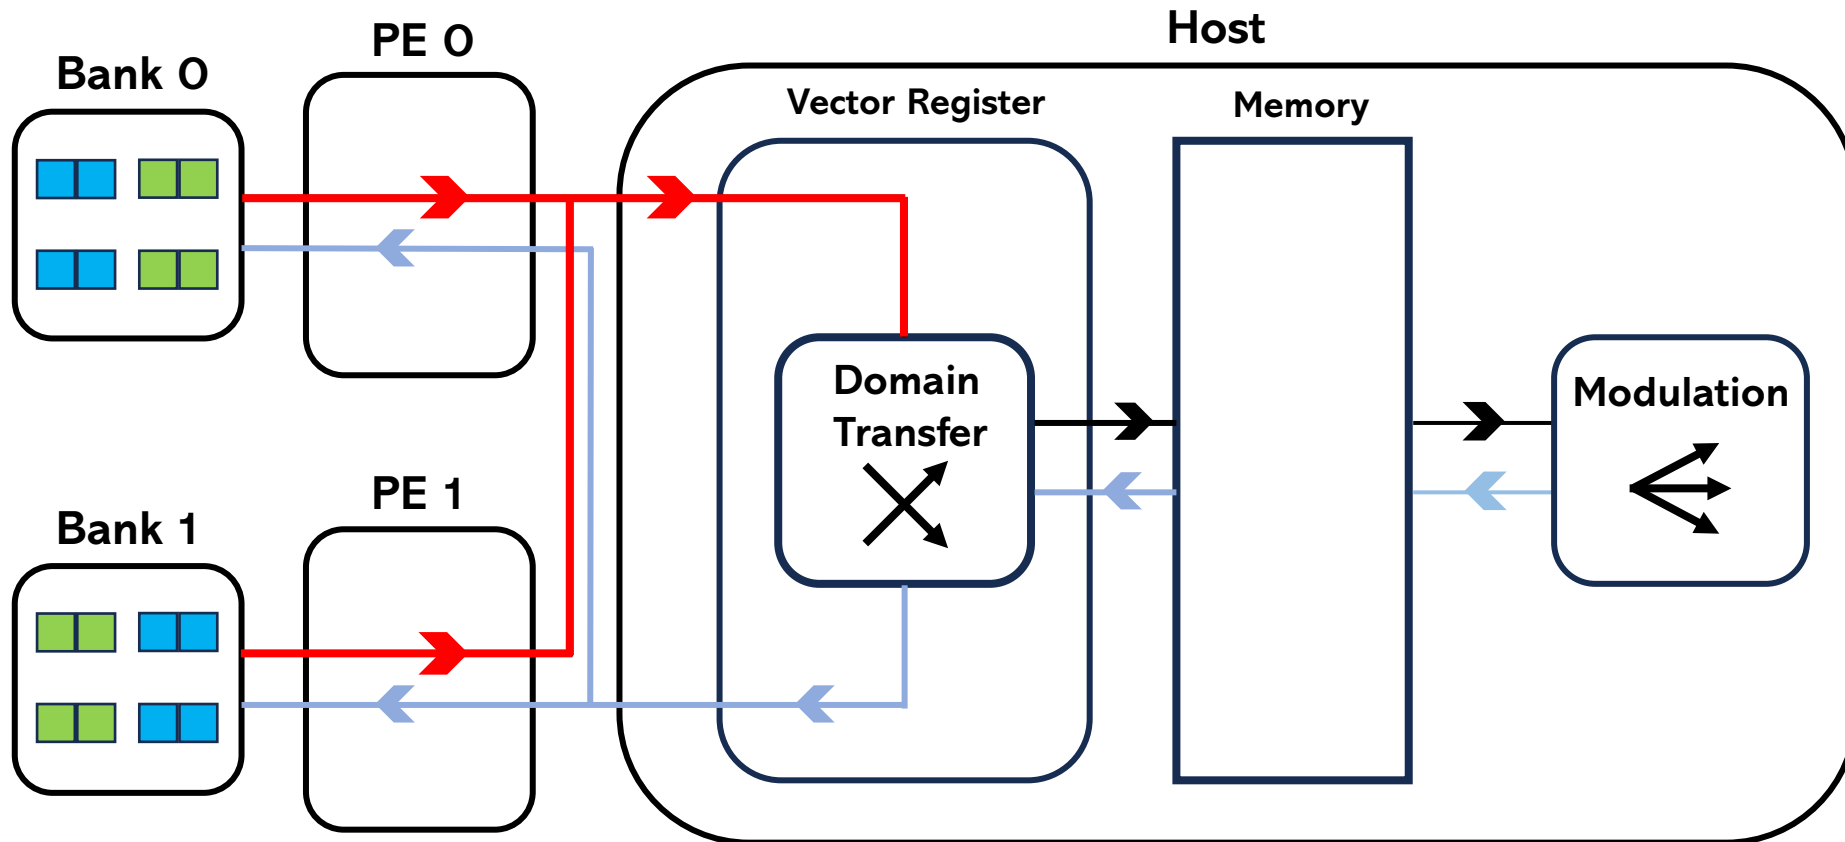 Host
PE 0
Bank 0
Vector Register
Memory
Domain
Transfer
Modulation
PE 1
Bank 1